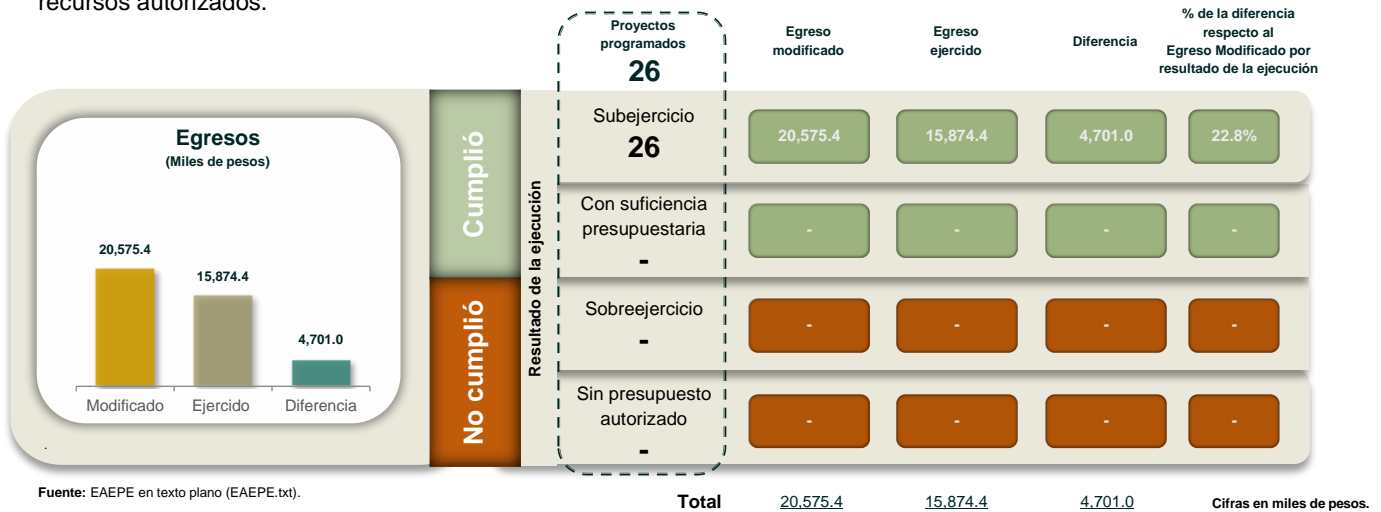 recursos autorizados.
Proyectos
programados
26
Egreso
modificado
Egreso
ejercido
Diferencia
% de la diferencia
respecto al
Egreso Modificado por
resultado de la ejecución
Egresos
(Miles de pesos)
20,575.4
15,874.4
4,701.0
Modificado
Ejercido
Diferencia
.
Cumplió
No cumplió
Resultado de la ejecución
Subejercicio
26
20,575.4
15,874.4
4,701.0
22.8%
Con suficiencia
presupuestaria
-
-
-
-
-
Sobreejercicio
-
-
-
-
-
Sin presupuesto
autorizado
-
-
-
-
-
Fuente: EAEPE en texto plano (EAEPE.txt).
Total 20,575.4 15,874.4 4,701.0 Cifras en miles de pesos.